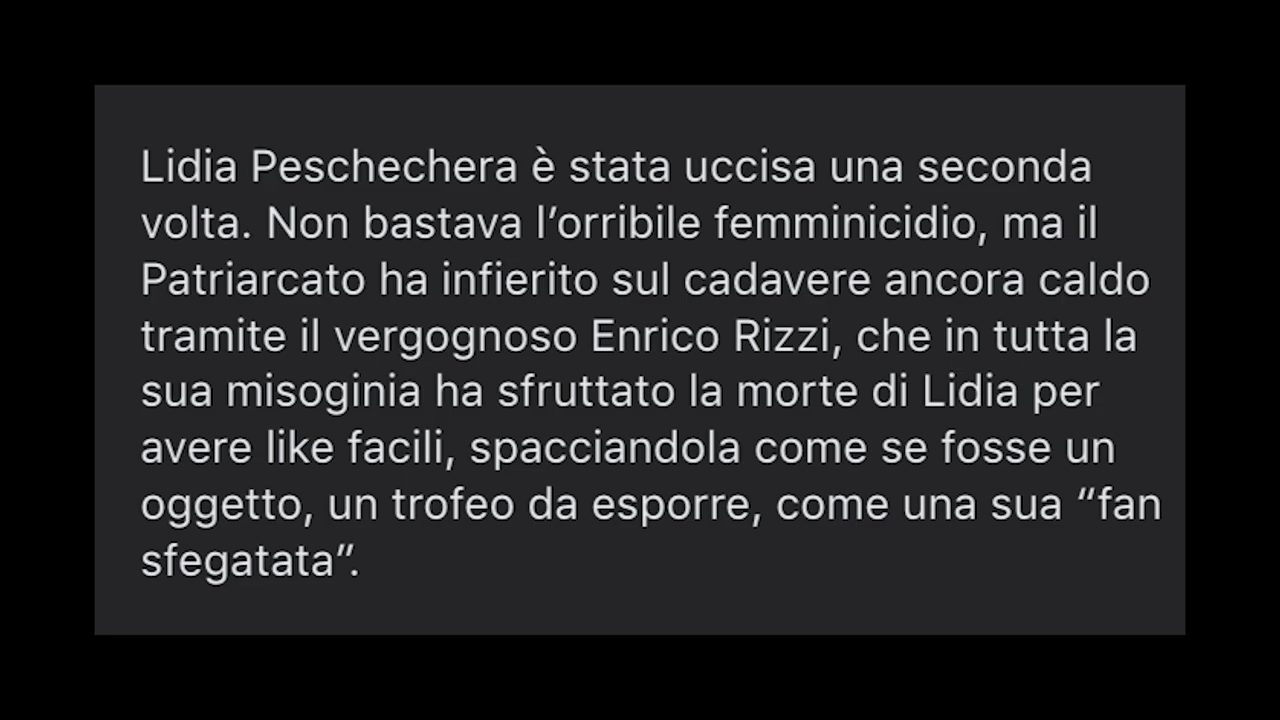 Lidia Peschechera è stata uccisa una seconda
volta. Non bastava l’orribile femminicidio, ma il
Patriarcato ha infierito sul cadavere ancora caldo
tramite il vergognoso Enrico Rizzi, che in tutta la
sua misoginia ha sfruttato la morte di Lidia per
avere like facili, spacciandola come se fosse un
oggetto, un trofeo da esporre, come una sua “fan
sfegatata”.